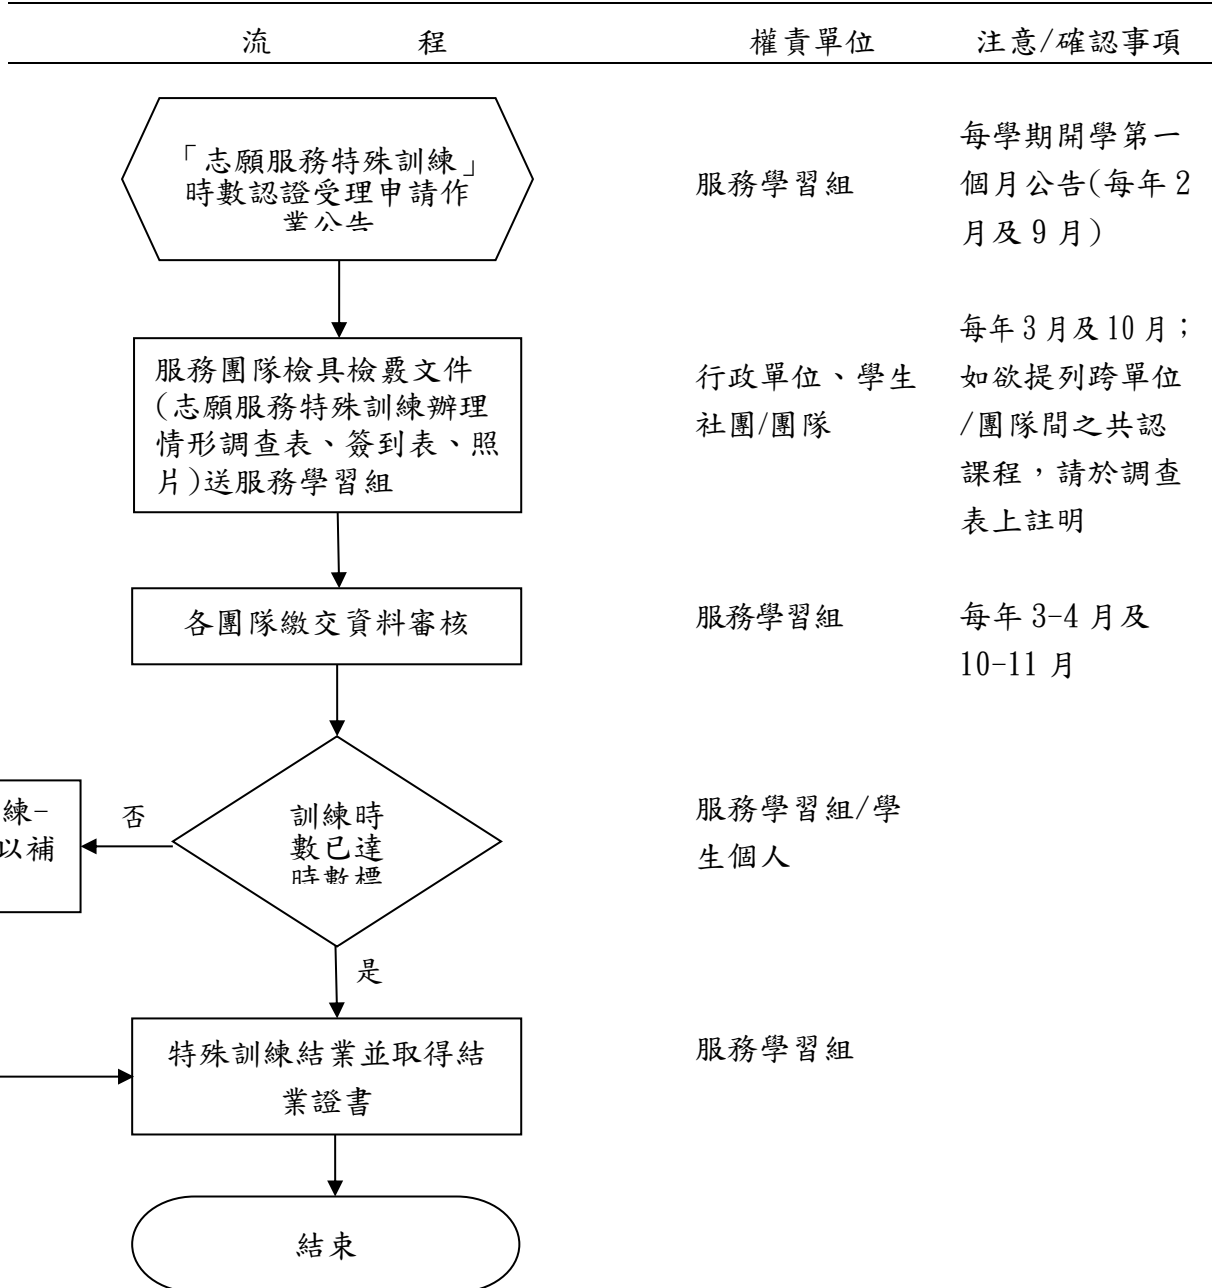 流 程 權責單位 注意/確認事項
「志願服務特殊訓練」
時數認證受理申請作
業公告
服務學習組
每學期開學第一
個月公告(每年2
月及9月)
服務團隊檢具檢覈文件
(志願服務特殊訓練辦理
情形調查表、簽到表、照
片)送服務學習組
行政單位、學生
社團/團隊
每年3月及10月；
如欲提列跨單位
/團隊間之共認
課程，請於調查
表上註明
各團隊繳交資料審核
服務學習組
每年3-4月及
10-11月
練-
以補
否
訓練時
數已達
時數標
服務學習組/學
生個人
是
特殊訓練結業並取得結
業證書
服務學習組
結束